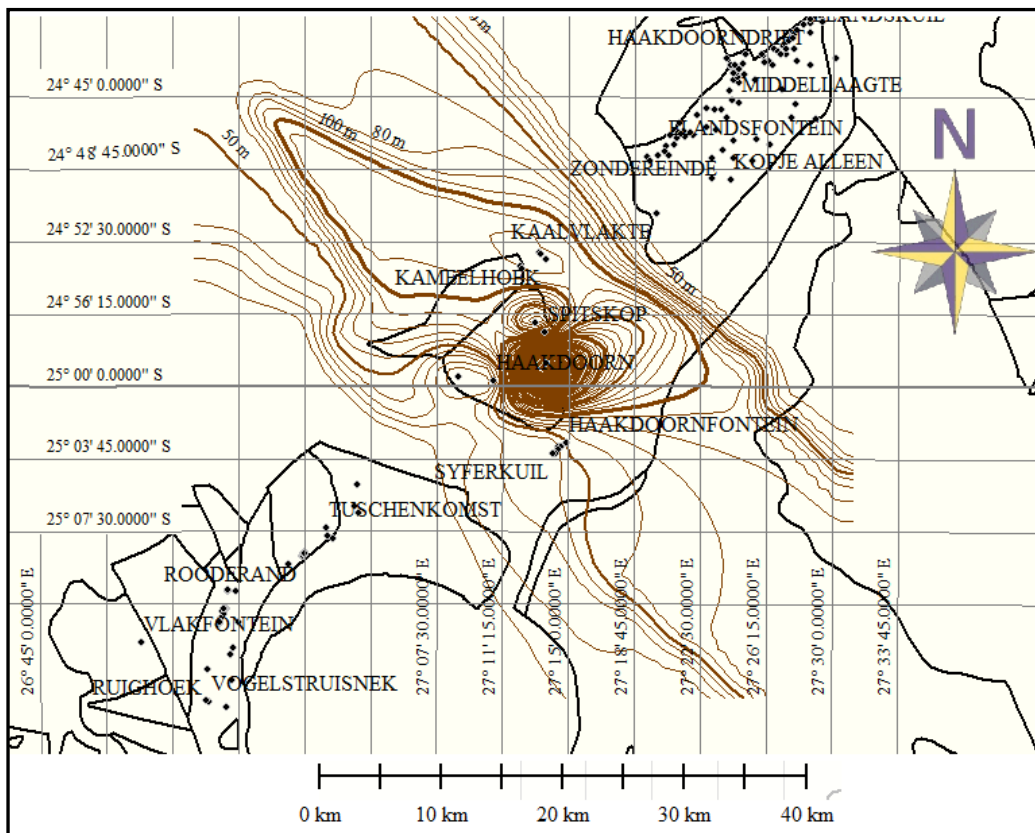 ELANDSKUIL
HAAKDOORNDRIFT
24° 45' 0.0000" S
MIDDELLAAGTE
100 m
80 m
50 m
ELANDSFONTEIN
N
24° 48' 45.0000" S
ZONDEREINDE
KOPJE ALLEEN
24° 52' 30.0000" S
KAALVLAKTE
KAMEELHOEK
50 m
24° 56' 15.0000" S
SPITSKOP
HAAKDOORN
25° 00' 0.0000" S
HAAKDOORNFONTEIN
25° 03' 45.0000" S
SYFERKUIL
25° 07' 30.0000" S
TUSCHENKOMST
ROODERAND
VLAKFONTEIN
RUIGHOEK
VOGELSTRUISNEK
26° 45' 0.0000" E
27° 07' 30.0000" E
27° 11' 15.0000" E
27° 15' 0.0000" E
27° 18' 45.0000" E
27° 22' 30.0000" E
27° 26' 15.0000" E
27° 30' 0.0000" E
27° 33' 45.0000" E
0 km
10 km
20 km
30 km
40 km